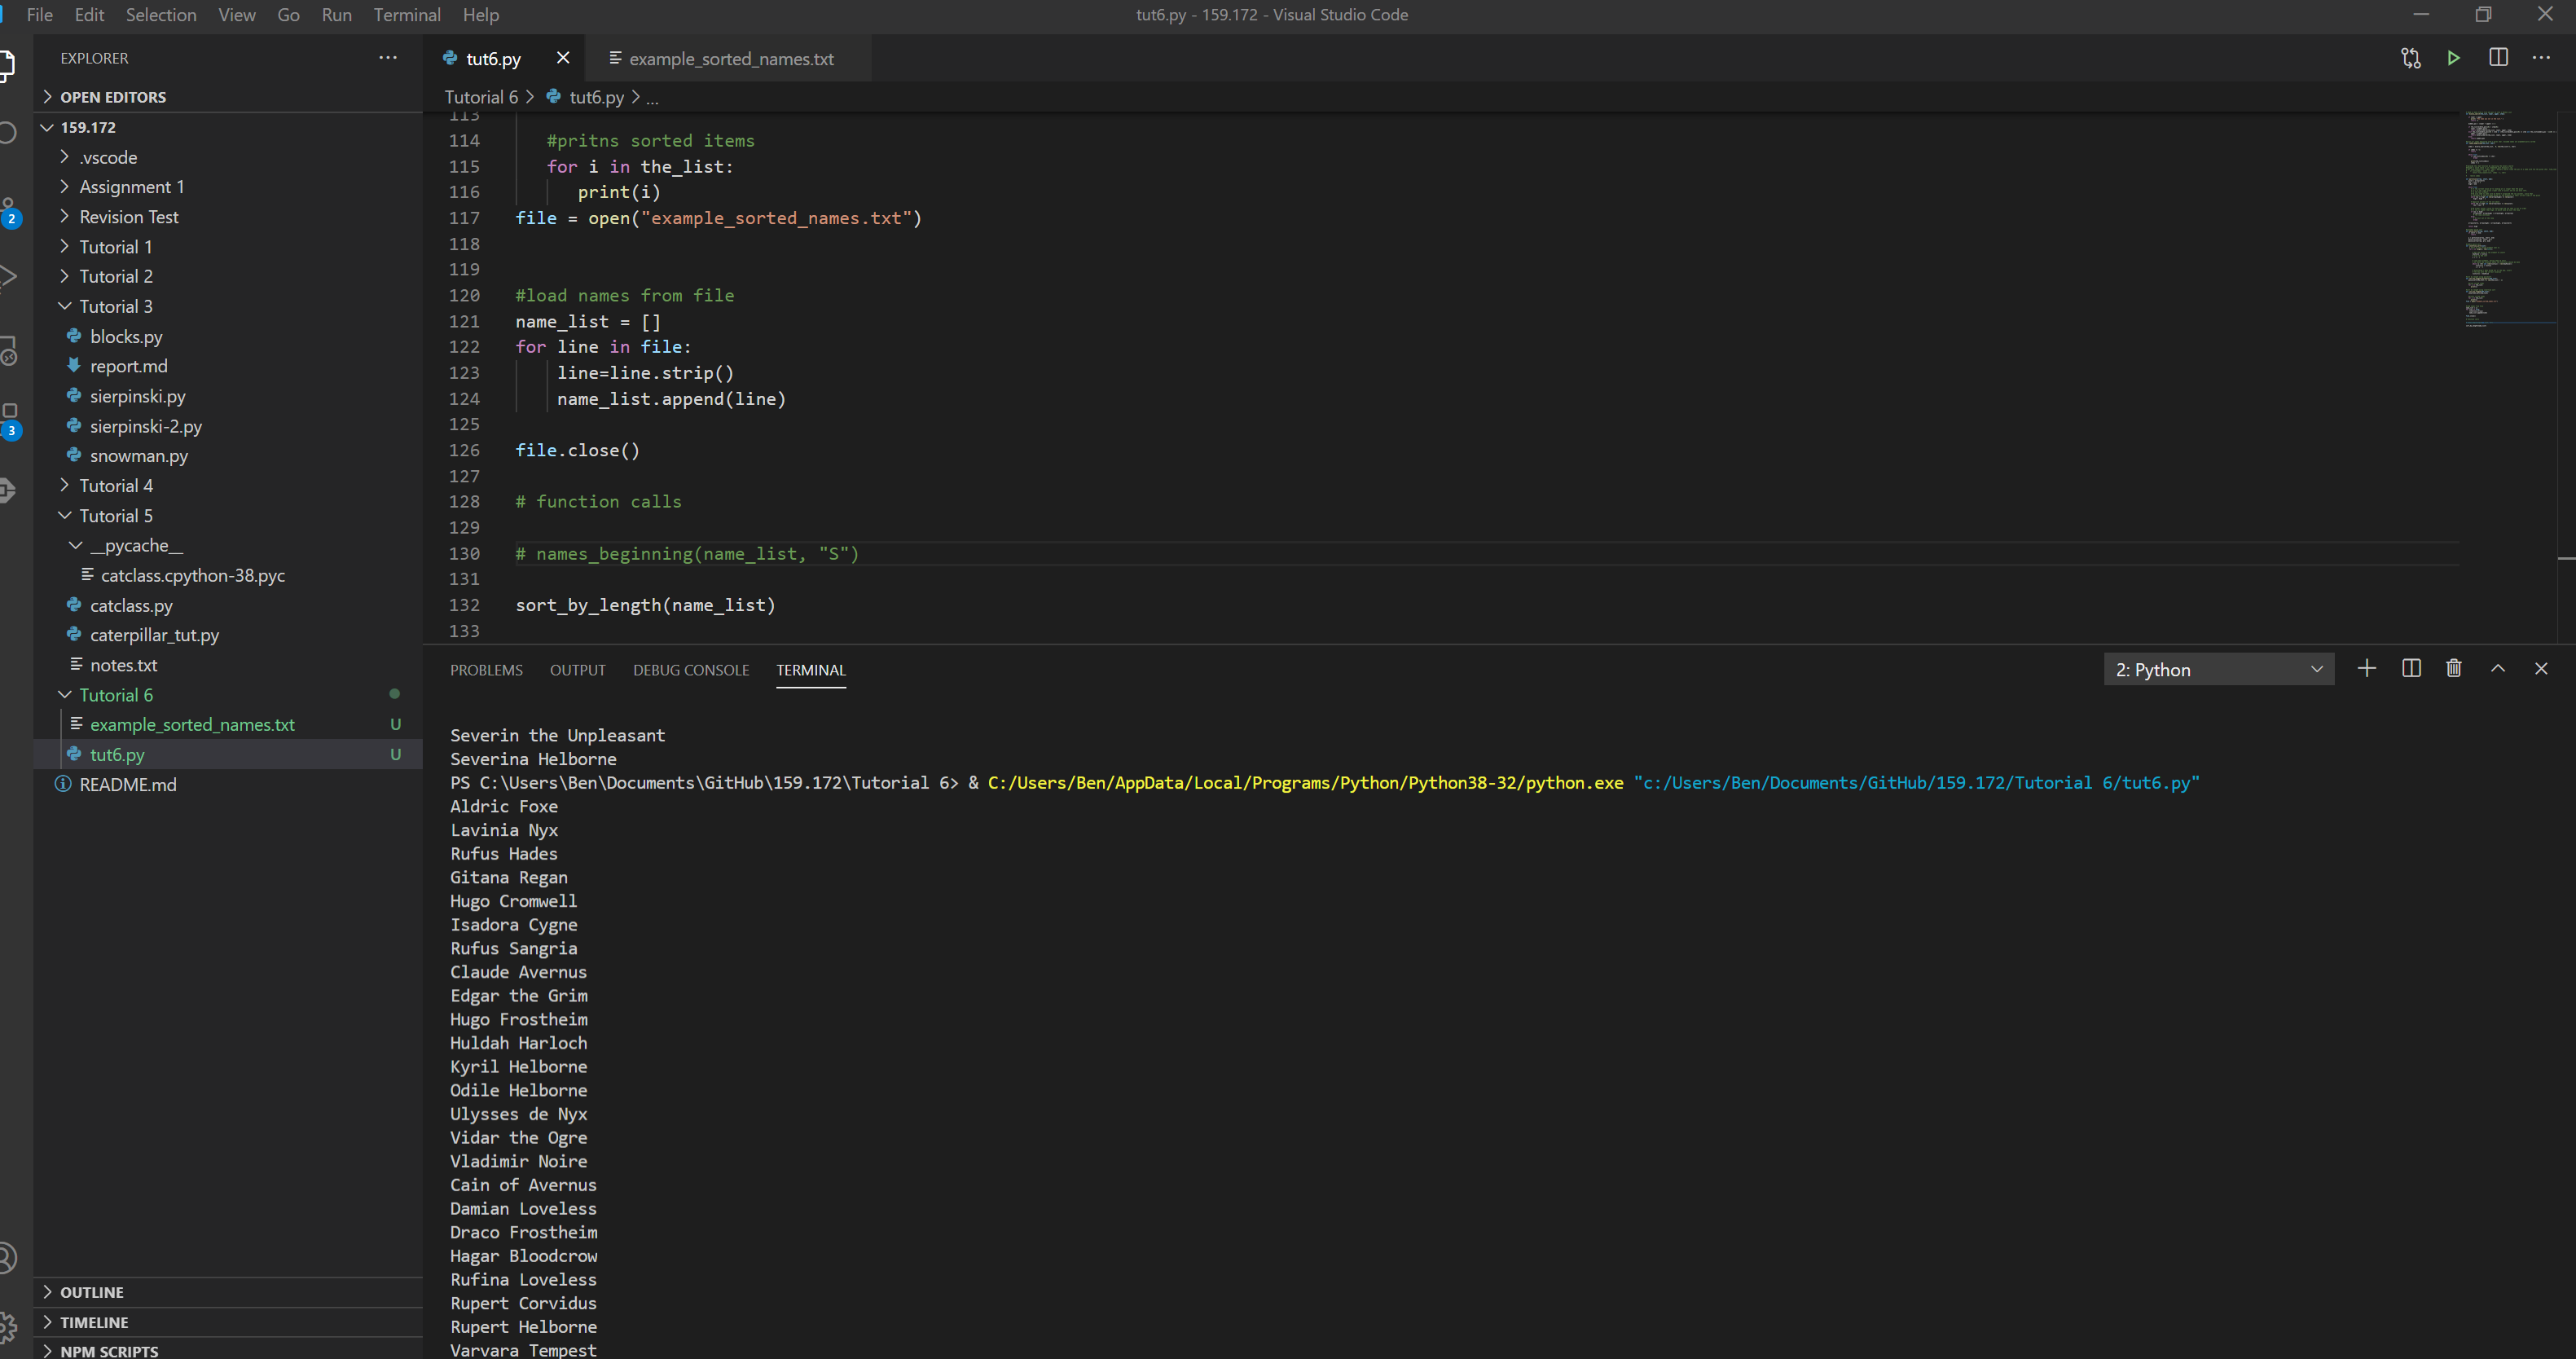 File Edit Selection View Go Run Terminal Help
tut6.py - 159.172 - Visual Studio Code
EXPLORER
OPEN EDITORS
159.172
.vscode
Assignment 1
Revision Test
Tutorial 1
Tutorial 2
Tutorial 3
blocks.py
report.md
sierpinski.py
sierpinski-2.py
snowman.py
Tutorial 4
Tutorial 5
__pycache__
catclass.cpython-38.pyc
catclass.py
caterpillar_tut.py
notes.txt
Tutorial 6
example_sorted_names.txt U
tut6.py U
README.md
OUTLINE
TIMELINE
NPM SCRIPTS
2
3
tut6.py example_sorted_names.txt
Tutorial 6 > tut6.py > ...
113
114 #pritns sorted items
115 for i in the_list:
116 print(i)
117 file = open("example_sorted_names.txt")
118
119
120 #load names from file
121 name_list = []
122 for line in file:
123 line=line.strip()
124 name_list.append(line)
125
126 file.close()
127
128 # function calls
129
130 # names_beginning(name_list, "S")
131
132 sort_by_length(name_list)
133
PROBLEMS OUTPUT DEBUG CONSOLE TERMINAL
2: Python
Severin the Unpleasant
Severina Helborne
PS C:\Users\Ben\Documents\GitHub\159.172\Tutorial 6> & C:/Users/Ben/AppData/Local/Programs/Python/Python38-32/python.exe "c:/Users/Ben/Documents/GitHub/159.172/Tutorial 6/tut6.py"
Aldric Foxe
Lavinia Nyx
Rufus Hades
Gitana Regan
Hugo Cromwell
Isadora Cygne
Rufus Sangria
Claude Avernus
Edgar the Grim
Hugo Frostheim
Huldah Harloch
Kyril Helborne
Odile Helborne
Ulysses de Nyx
Vidar the Ogre
Vladimir Noire
Cain of Avernus
Damian Loveless
Draco Frostheim
Hagar Bloodcrow
Rufina Loveless
Rupert Corvidus
Rupert Helborne
Varvara Tempest